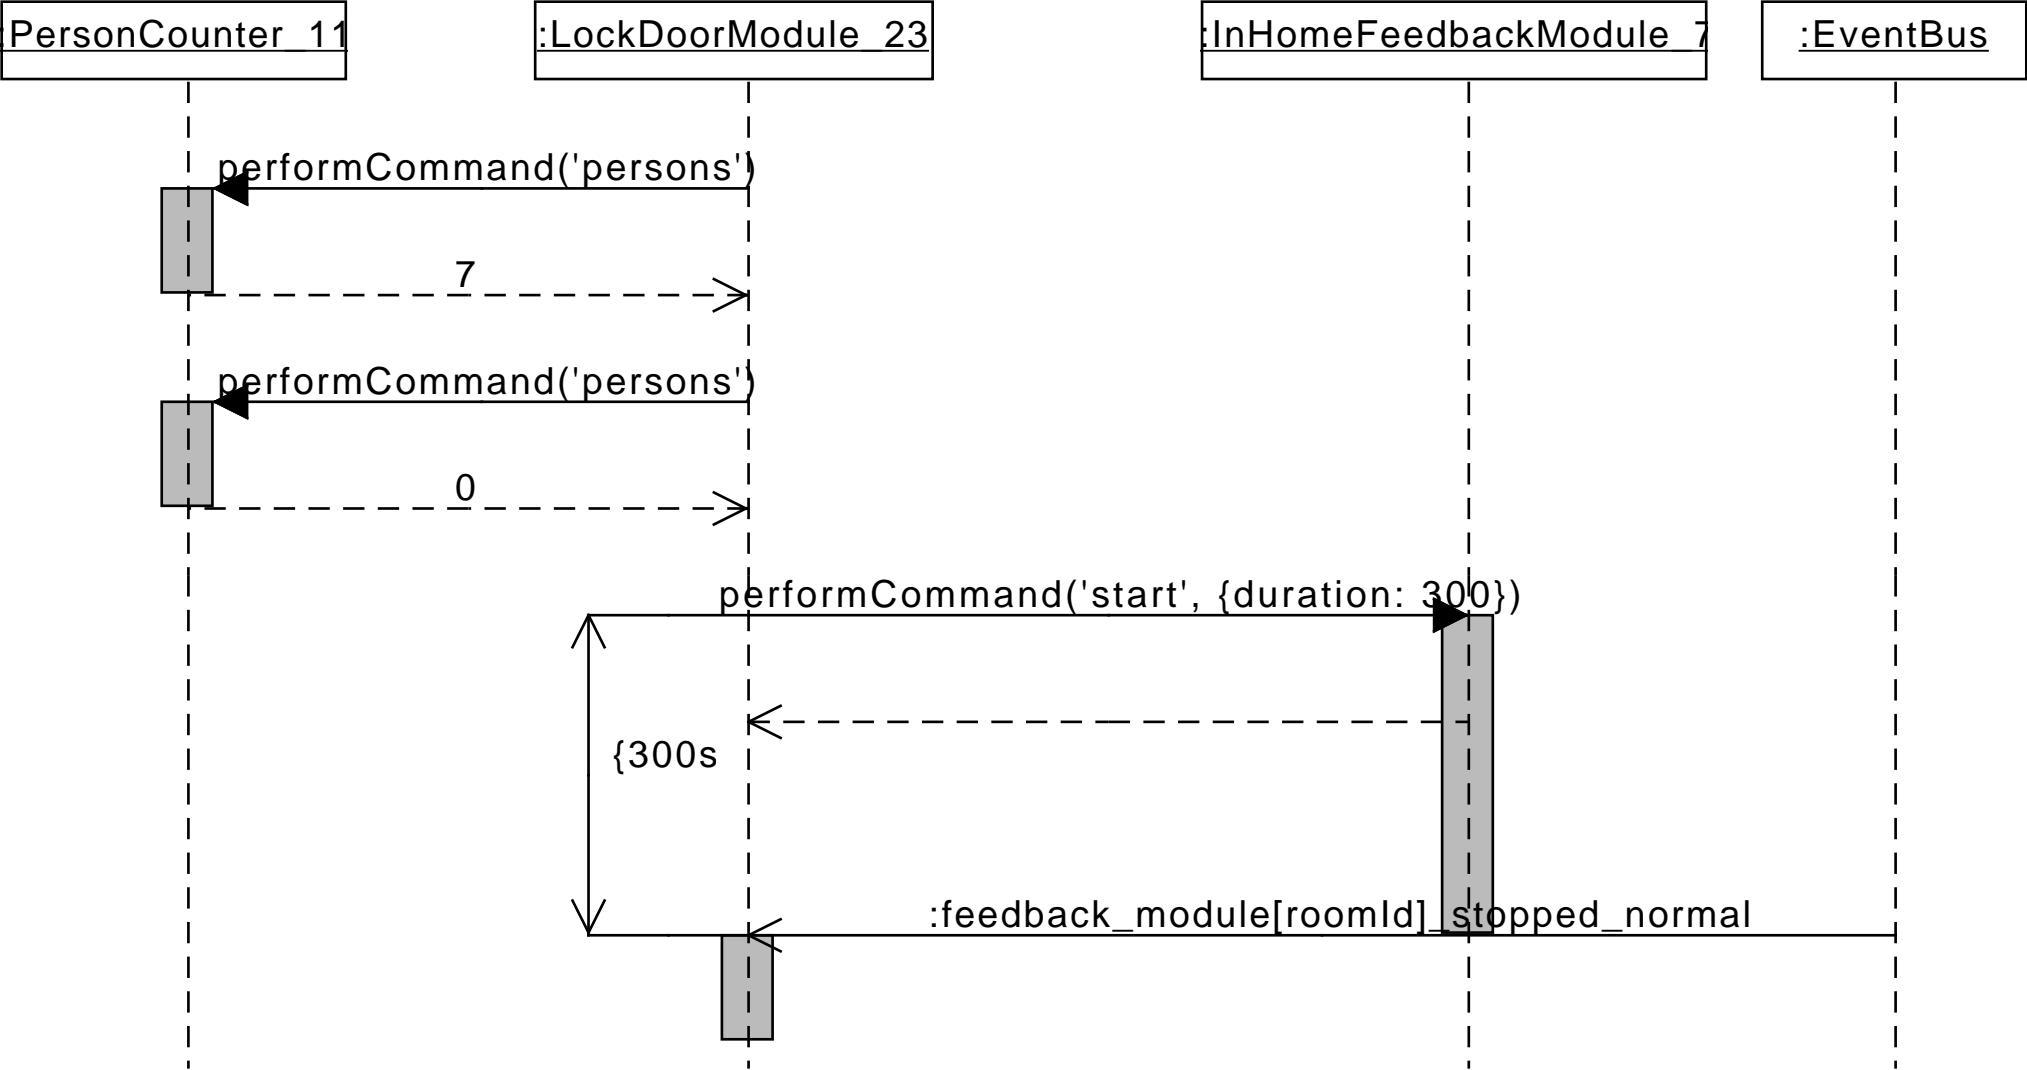 :PersonCounter_11
:LockDoorModule_23
:InHomeFeedbackModule_7
:EventBus
performCommand('persons')
7
performCommand('persons')
0
performCommand('start', {duration: 300})
{300s
:feedback_module[roomId]_stopped_normal